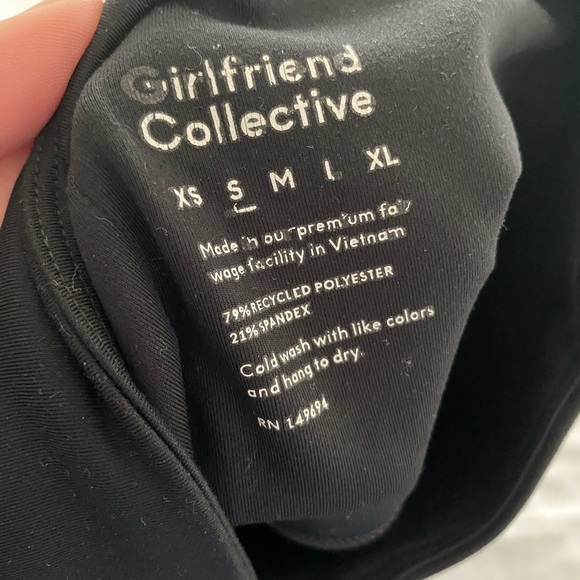 Girlfriend
Collective
XS S M L XL
Made in our premium fair
wage facility in Vietnam
79% RECYCLED POLYESTER
21% SPANDEX
Cold wash with like colors
and hang to dry.
RN 149694